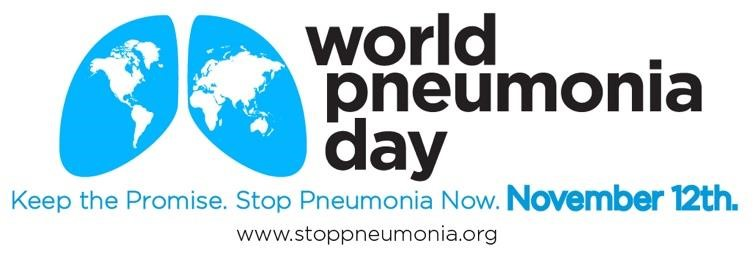 world
pneumonia
day
Keep the Promise. Stop Pneumonia Now. November 12th.
www.stoppneumonia.org